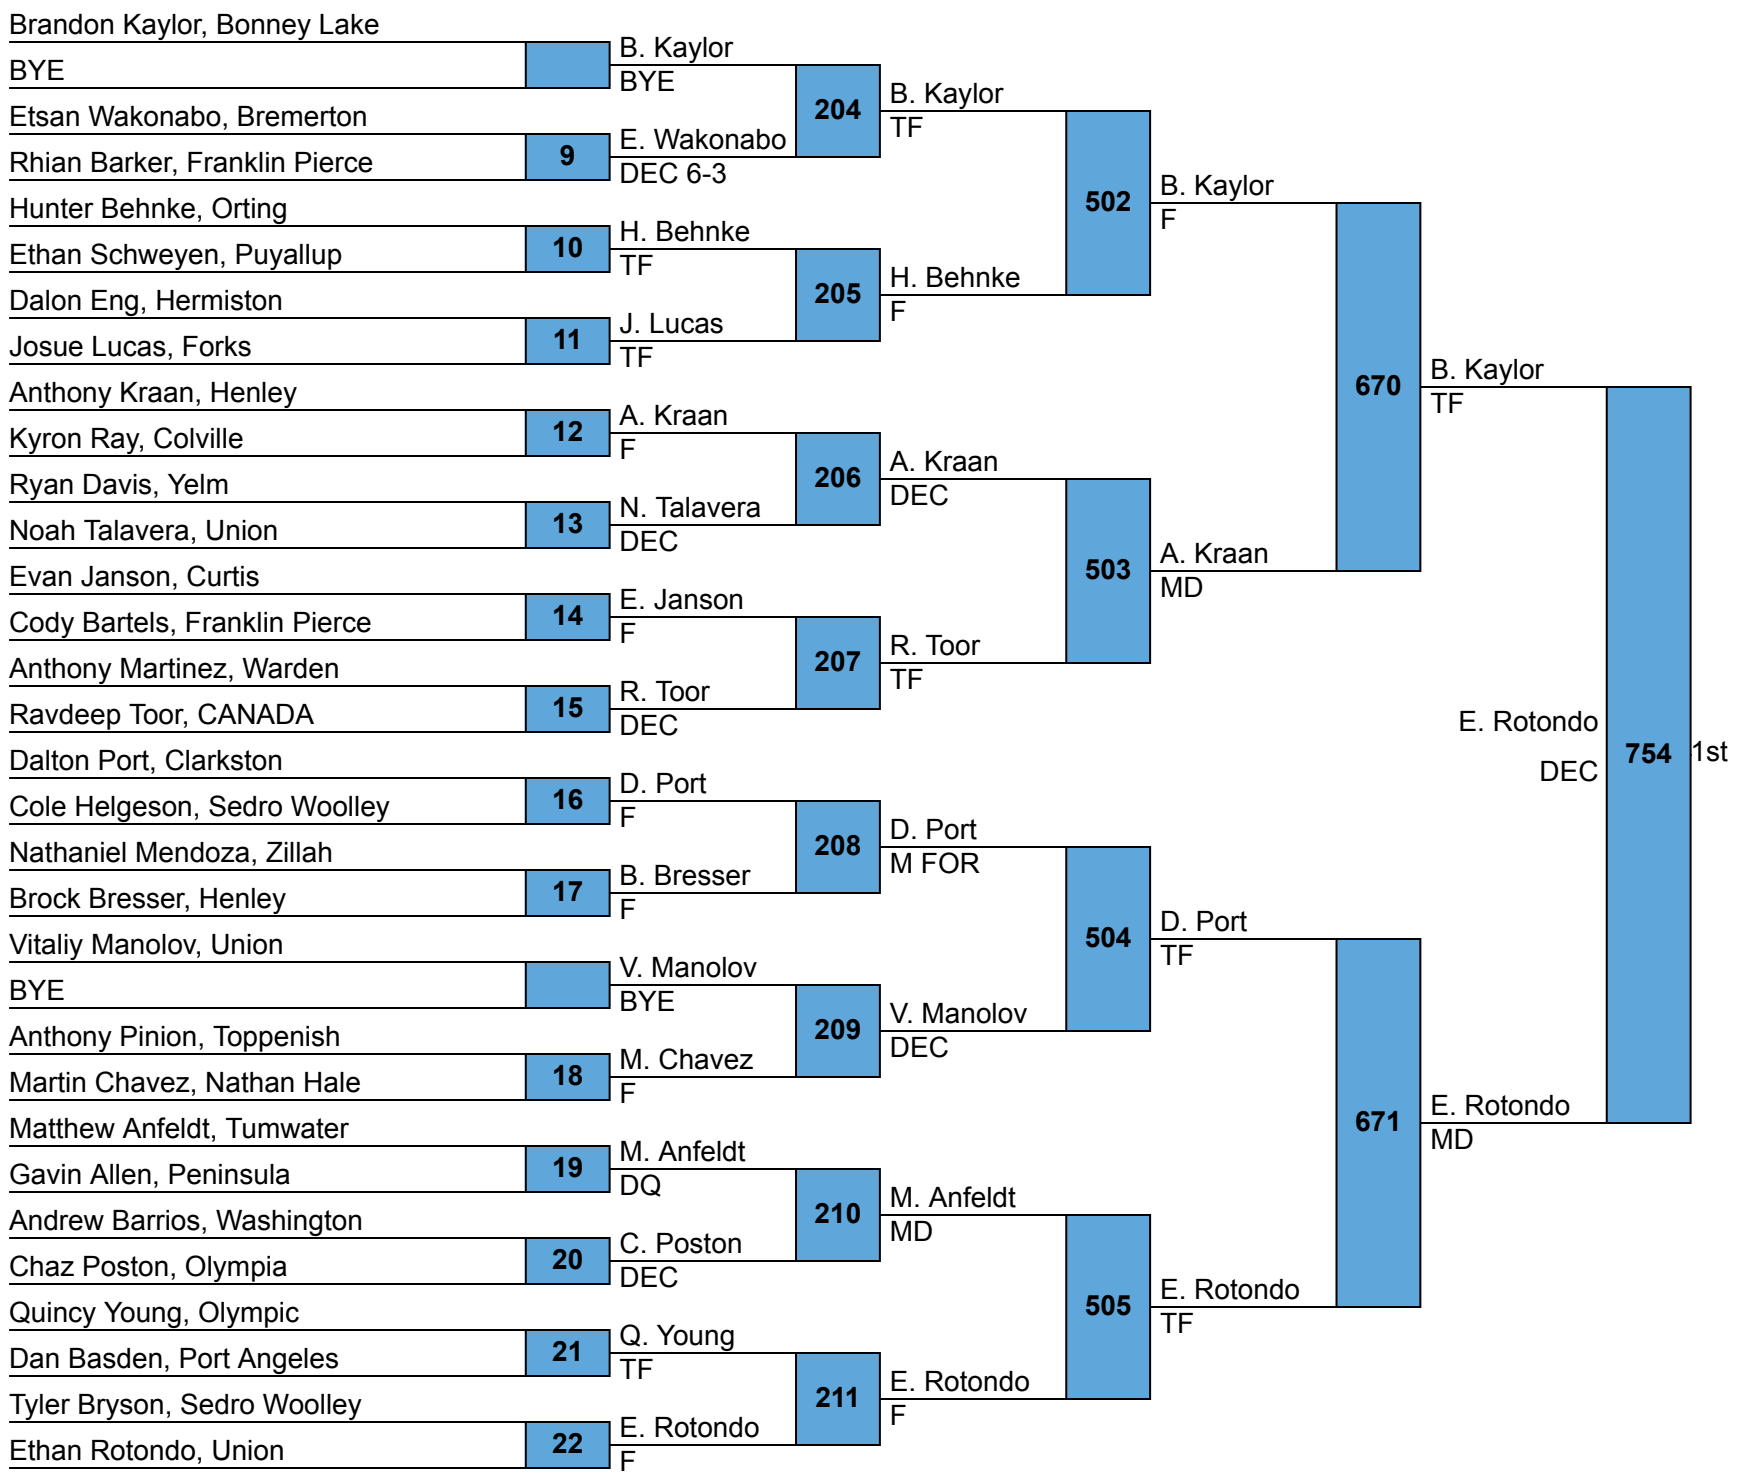 Brandon Kaylor, Bonney Lake
BYE
Etsan Wakonabo, Bremerton
Rhian Barker, Franklin Pierce
Hunter Behnke, Orting
Ethan Schweyen, Puyallup
Dalon Eng, Hermiston
Josue Lucas, Forks
Anthony Kraan, Henley
Kyron Ray, Colville
Ryan Davis, Yelm
Noah Talavera, Union
Evan Janson, Curtis
Cody Bartels, Franklin Pierce
Anthony Martinez, Warden
Ravdeep Toor, CANADA
Dalton Port, Clarkston
Cole Helgeson, Sedro Woolley
Nathaniel Mendoza, Zillah
Brock Bresser, Henley
Vitaliy Manolov, Union
BYE
Anthony Pinion, Toppenish
Martin Chavez, Nathan Hale
Matthew Anfeldt, Tumwater
Gavin Allen, Peninsula
Andrew Barrios, Washington
Chaz Poston, Olympia
Quincy Young, Olympic
Dan Basden, Port Angeles
Tyler Bryson, Sedro Woolley
Ethan Rotondo, Union
9
10
11
12
13
14
15
16
17
18
19
20
21
22
B. Kaylor
BYE
E. Wakonabo
DEC 6-3
H. Behnke
TF
J. Lucas
TF
A. Kraan
F
N. Talavera
DEC
E. Janson
F
R. Toor
DEC
D. Port
F
B. Bresser
F
V. Manolov
BYE
M. Chavez
F
M. Anfeldt
DQ
C. Poston
DEC
Q. Young
TF
E. Rotondo
F
204
205
206
207
208
209
210
211
B. Kaylor
TF
H. Behnke
F
A. Kraan
DEC
R. Toor
TF
D. Port
M FOR
V. Manolov
DEC
M. Anfeldt
MD
E. Rotondo
F
502
503
504
505
B. Kaylor
F
A. Kraan
MD
D. Port
TF
E. Rotondo
TF
670
671
B. Kaylor
TF
E. Rotondo
MD
E. Rotondo
DEC
754
1st